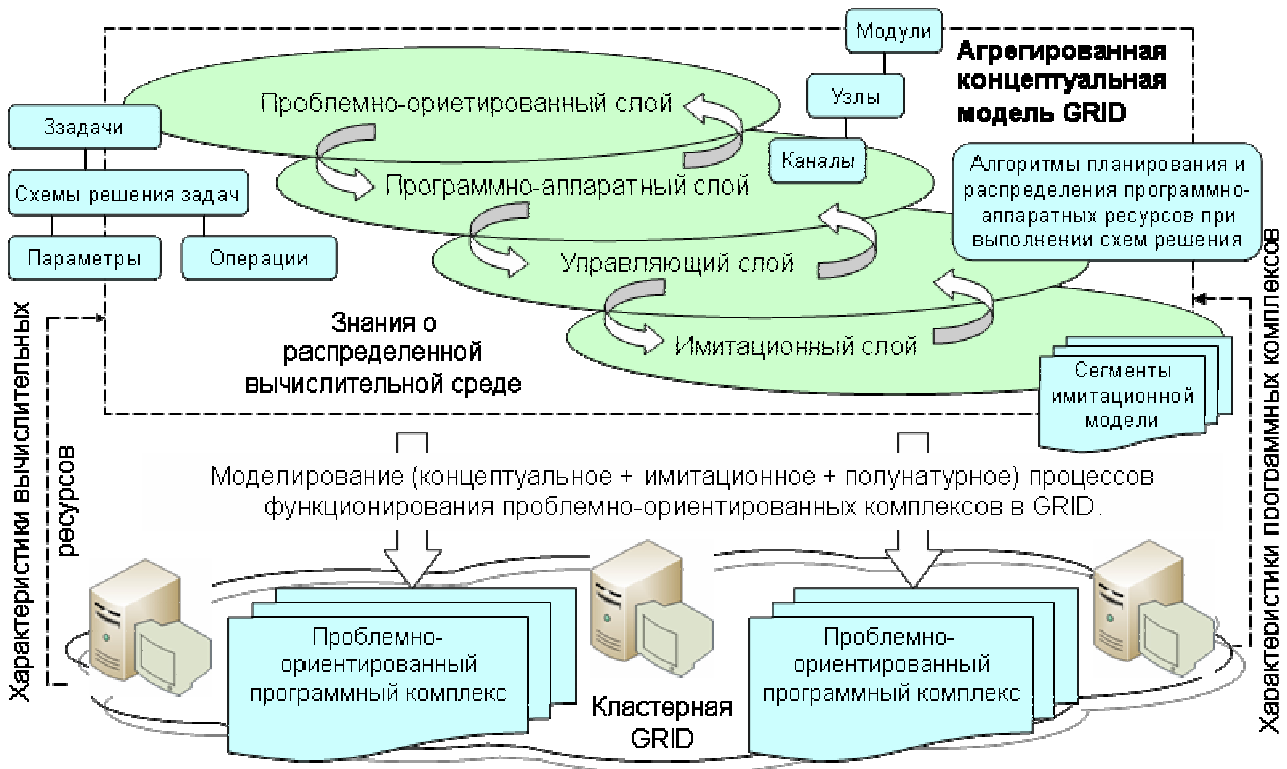 Модули
Агрегированная
концептуальная
модель GRID
Узлы
Каналы
Проблемно-ориетированный слой
Ззадачи
Схемы решения задач
Параметры
Операции
Программно-аппаратный слой
Алгоритмы планирования и
распределения программно-
аппаратных ресурсов при
выполнении схем решения
Управляющий слой
Имитационный слой
Знания о
распределенной
вычислительной среде
Сегменты
имитационной
модели
Характеристики вычислительных
ресурсов
Характеристики программных комплексов
Моделирование (концептуальное + имитационное + полунатурное) процессов
функционирования проблемно-ориентированных комплексов в GRID.
Проблемно-
ориентированный
программный комплекс
Кластерная
GRID
Проблемно-
ориентированный
программный комплекс